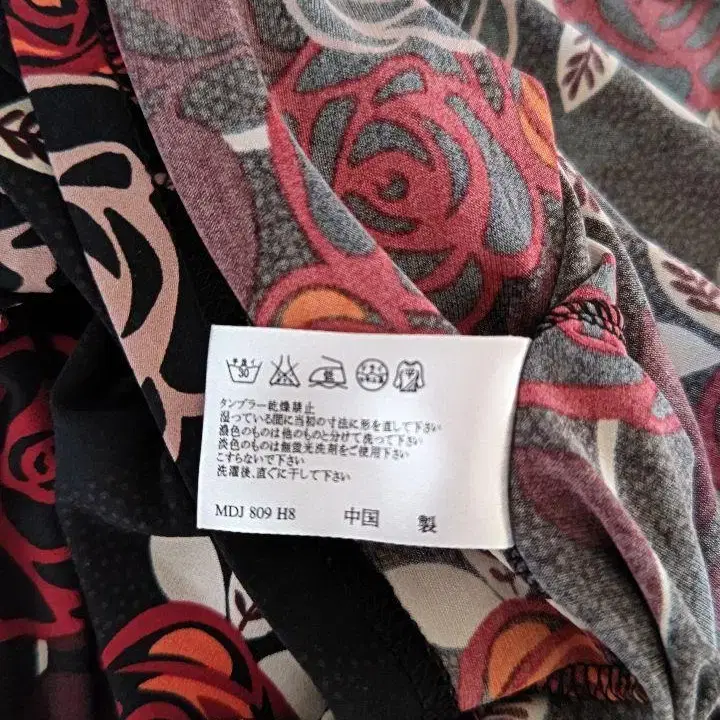 30
タンブラー乾燥禁止
湿っている間に当初の寸法に形を直して下さい
濃色のものは他のものと分けて洗って下さい
淡色のものは無蛍光洗剤をご使用下さい
こすらないで下さい
洗濯後、直ぐに干して下さい
MDJ 809 H8 中国 製